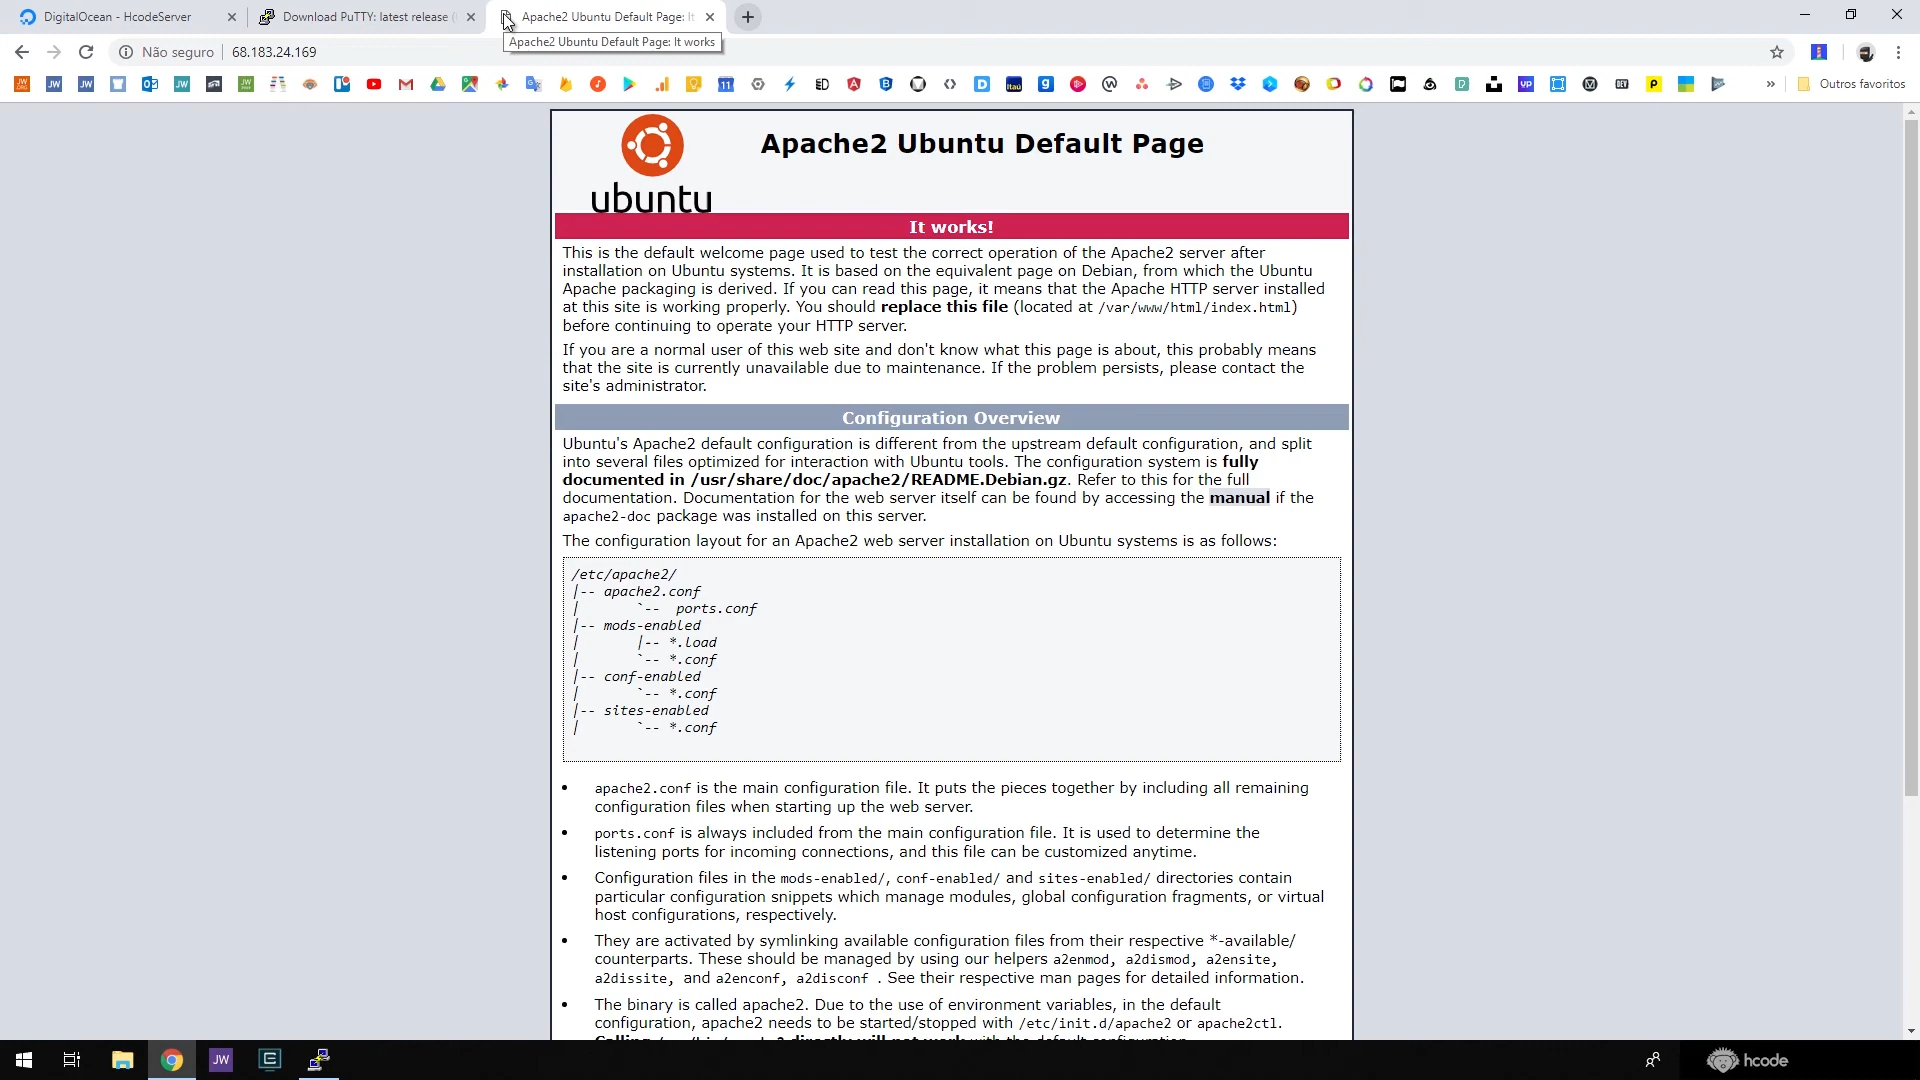 DigitalOcean - HcodeServer
Download PuTTY: latest release (
Apache2 Ubuntu Default Page: It
Apache2 Ubuntu Default Page: It works
Não seguro
68.183.24.169
Outros favoritos
ubuntu
Apache2 Ubuntu Default Page
It works!
This is the default welcome page used to test the correct operation of the Apache2 server after
installation on Ubuntu systems. It is based on the equivalent page on Debian, from which the Ubuntu
Apache packaging is derived. If you can read this page, it means that the Apache HTTP server installed
at this site is working properly. You should replace this file (located at /var/www/html/index.html)
before continuing to operate your HTTP server.
If you are a normal user of this web site and don't know what this page is about, this probably means
that the site is currently unavailable due to maintenance. If the problem persists, please contact the
site's administrator.
Configuration Overview
Ubuntu's Apache2 default configuration is different from the upstream default configuration, and split
into several files optimized for interaction with Ubuntu tools. The configuration system is fully
documented in /usr/share/doc/apache2/README.Debian.gz. Refer to this for the full
documentation. Documentation for the web server itself can be found by accessing the manual if the
apache2-doc package was installed on this server.
The configuration layout for an Apache2 web server installation on Ubuntu systems is as follows:
/etc/apache2/
|-- apache2.conf
|       `--  ports.conf
|-- mods-enabled
|       |-- *.load
|       `-- *.conf
|-- conf-enabled
|       `-- *.conf
|-- sites-enabled
|       `-- *.conf
• apache2.conf is the main configuration file. It puts the pieces together by including all remaining
configuration files when starting up the web server.
• ports.conf is always included from the main configuration file. It is used to determine the
listening ports for incoming connections, and this file can be customized anytime.
• Configuration files in the mods-enabled/, conf-enabled/ and sites-enabled/ directories contain
particular configuration snippets which manage modules, global configuration fragments, or virtual
host configurations, respectively.
• They are activated by symlinking available configuration files from their respective *-available/
counterparts. These should be managed by using our helpers a2enmod, a2dismod, a2ensite,
a2dissite, and a2enconf, a2disconf . See their respective man pages for detailed information.
• The binary is called apache2. Due to the use of environment variables, in the default
configuration, apache2 needs to be started/stopped with /etc/init.d/apache2 or apache2ctl.
JW
hcode